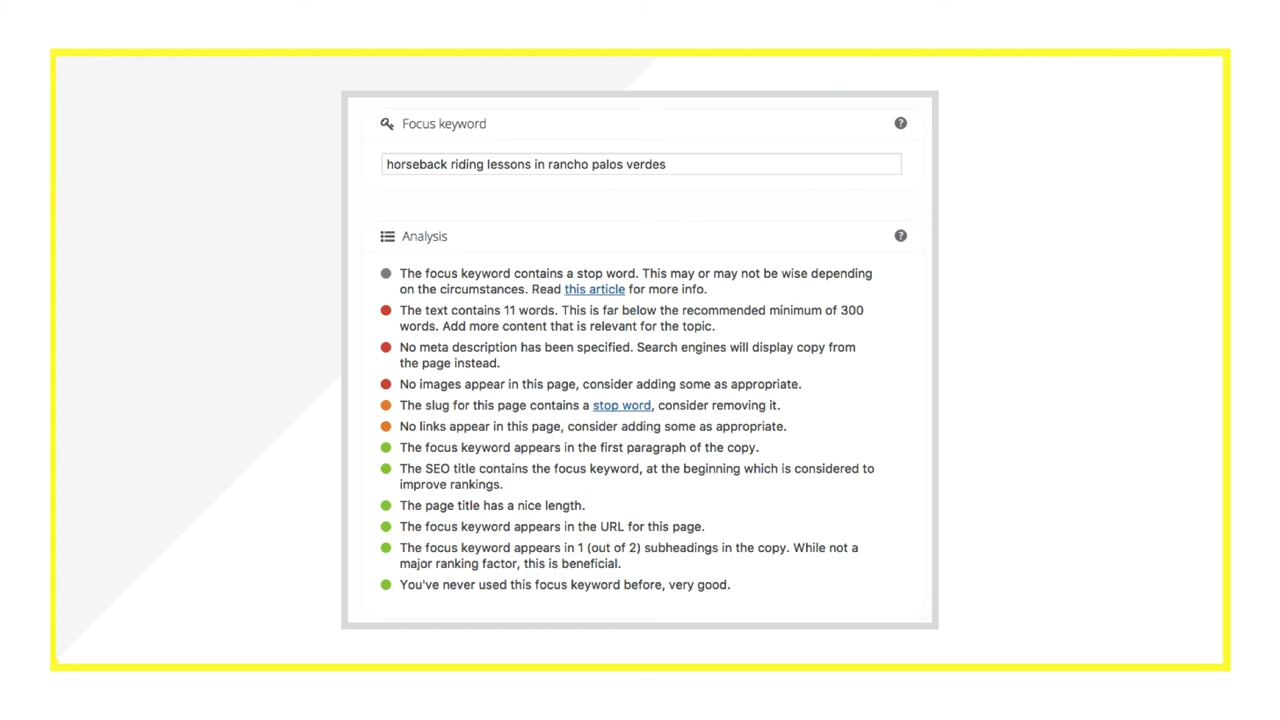 Focus keyword
horseback riding lessons in rancho palos verdes
Analysis
The focus keyword contains a stop word. This may or may not be wise depending
on the circumstances. Read this article for more info.
The text contains 11 words. This is far below the recommended minimum of 300
words. Add more content that is relevant for the topic.
No meta description has been specified. Search engines will display copy from
the page instead.
No images appear in this page, consider adding some as appropriate.
The slug for this page contains a stop word, consider removing it.
No links appear in this page, consider adding some as appropriate.
The focus keyword appears in the first paragraph of the copy.
The SEO title contains the focus keyword, at the beginning which is considered to
improve rankings.
The page title has a nice length.
The focus keyword appears in the URL for this page.
The focus keyword appears in 1 (out of 2) subheadings in the copy. While not a
major ranking factor, this is beneficial.
You've never used this focus keyword before, very good.